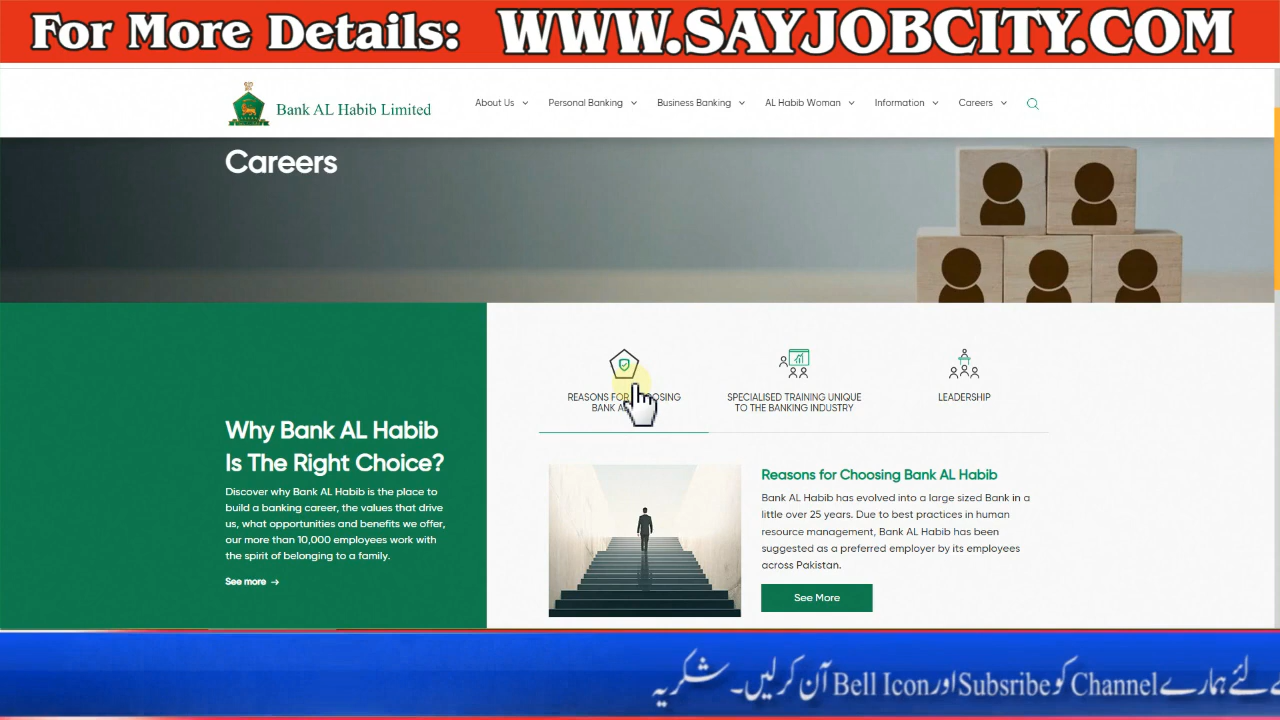 For More Details: WWW.SAYJOBCITY.COM
Bank AL Habib Limited
About Us
Personal Banking
Business Banking
AL Habib Woman
Information
Careers
Careers
Why Bank AL Habib
Is The Right Choice?
Discover why Bank AL Habib is the place to
build a banking career, the values that drive
us, what opportunities and benefits we offer,
our more than 10,000 employees work with
the spirit of belonging to a family.
See more →
REASONS FOR
BANK
SPECIALISED TRAINING UNIQUE
TO THE BANKING INDUSTRY
LEADERSHIP
Reasons for Choosing Bank AL Habib
Bank AL Habib has evolved into a large sized Bank in a
little over 25 years. Due to best practices in human
resource management, Bank AL Habib has been
suggested as a preferred employer by its employees
across Pakistan.
See More
لئے ہمارے Channel کو Subsribe اور Bell Icon آن کرلیں۔ شکریہ